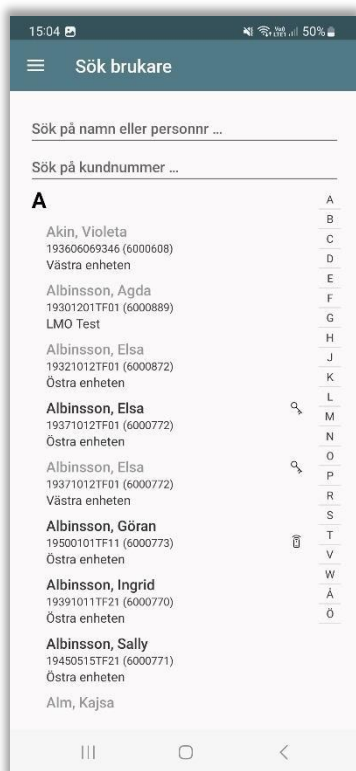 15:04 50%
Sök brukare
Sök på namn eller personnr ...
Sök på kundnummer ...
A
Akin, Violeta
193606069346 (6000608)
Västra enheten
Albinsson, Agda
19301201TF01 (6000889)
LMO Test
Albinsson, Elsa
19321012TF01 (6000872)
Östra enheten
Albinsson, Elsa
19371012TF01 (6000772)
Östra enheten
Albinsson, Elsa
19371012TF01 (6000772)
Västra enheten
Albinsson, Göran
19500101TF11 (6000773)
Östra enheten
Albinsson, Ingrid
19391011TF21 (6000770)
Östra enheten
Albinsson, Sally
19450515TF21 (6000771)
Östra enheten
Alm, Kajsa
A
B
C
D
E
F
G
H
J
K
L
M
N
O
P
R
S
T
V
W
Å
Ö